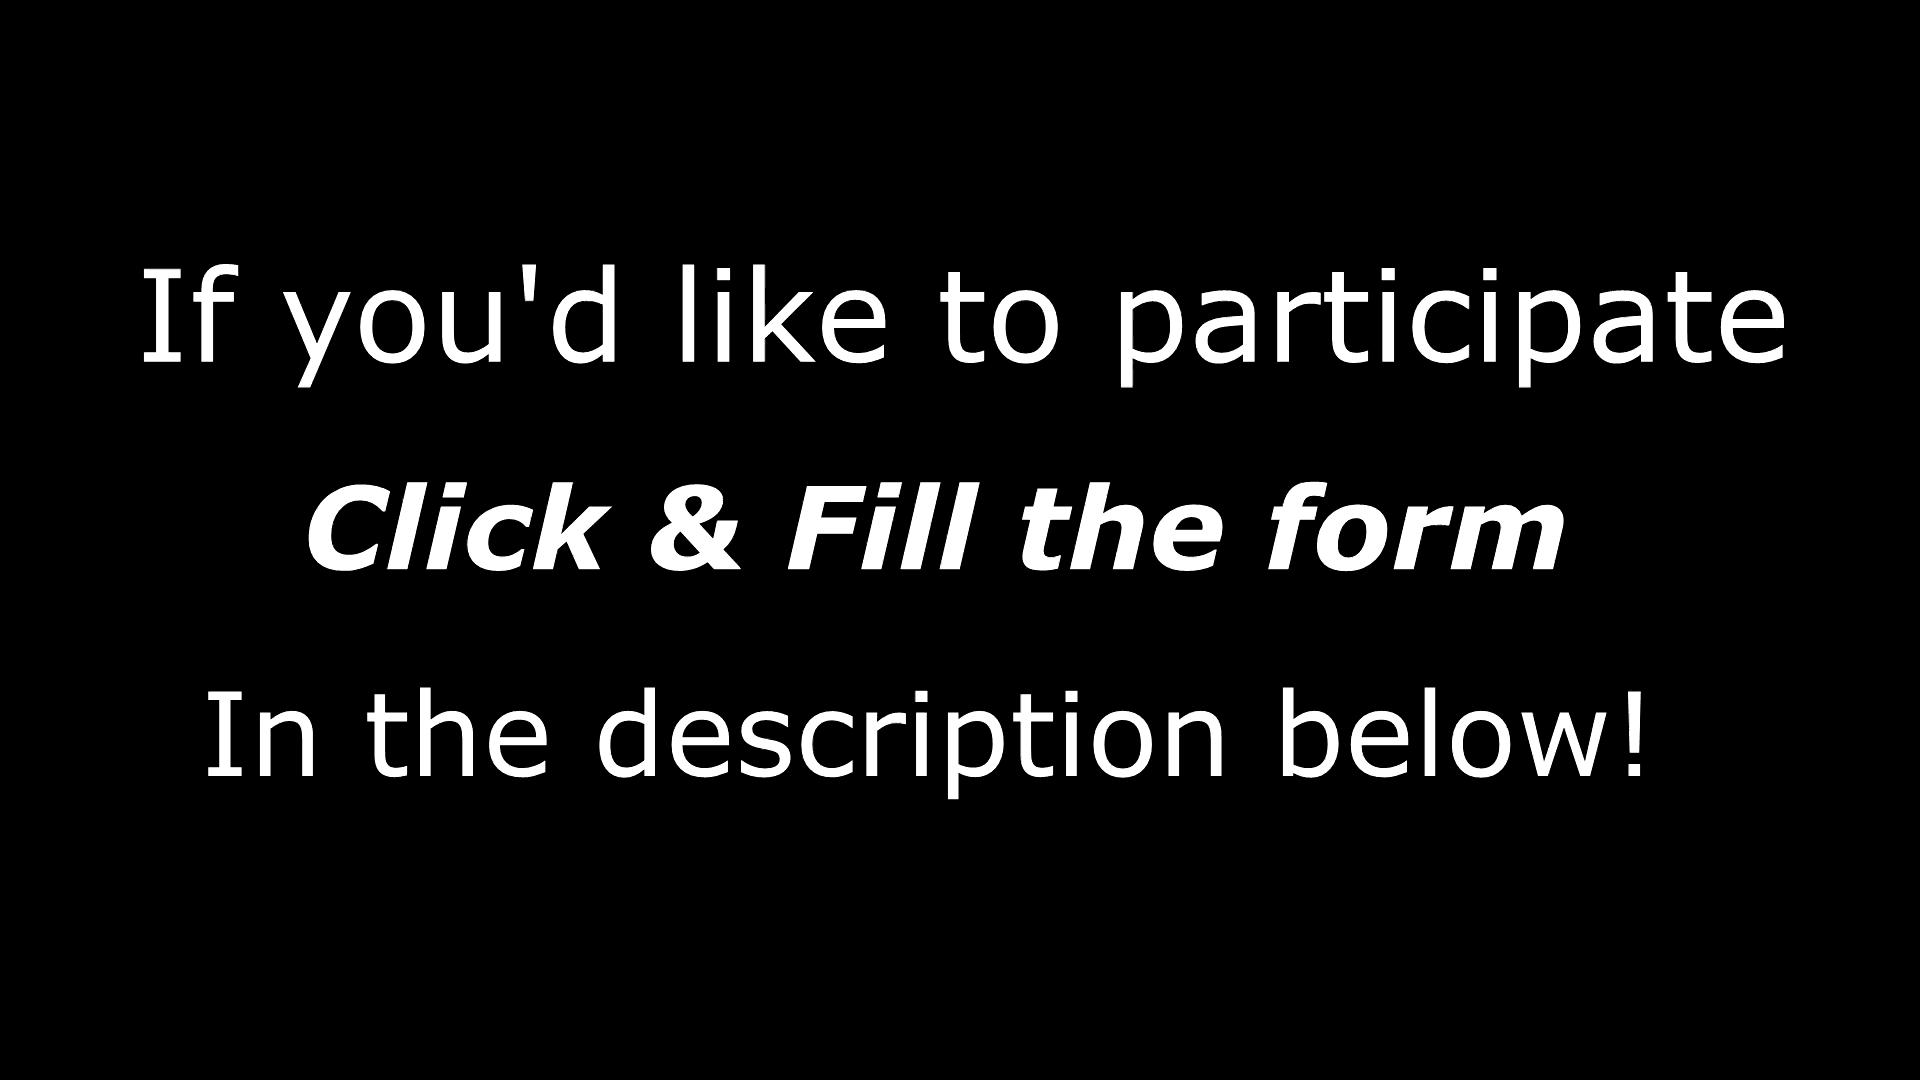 If you'd like to participate
Click & Fill the form
In the description below!